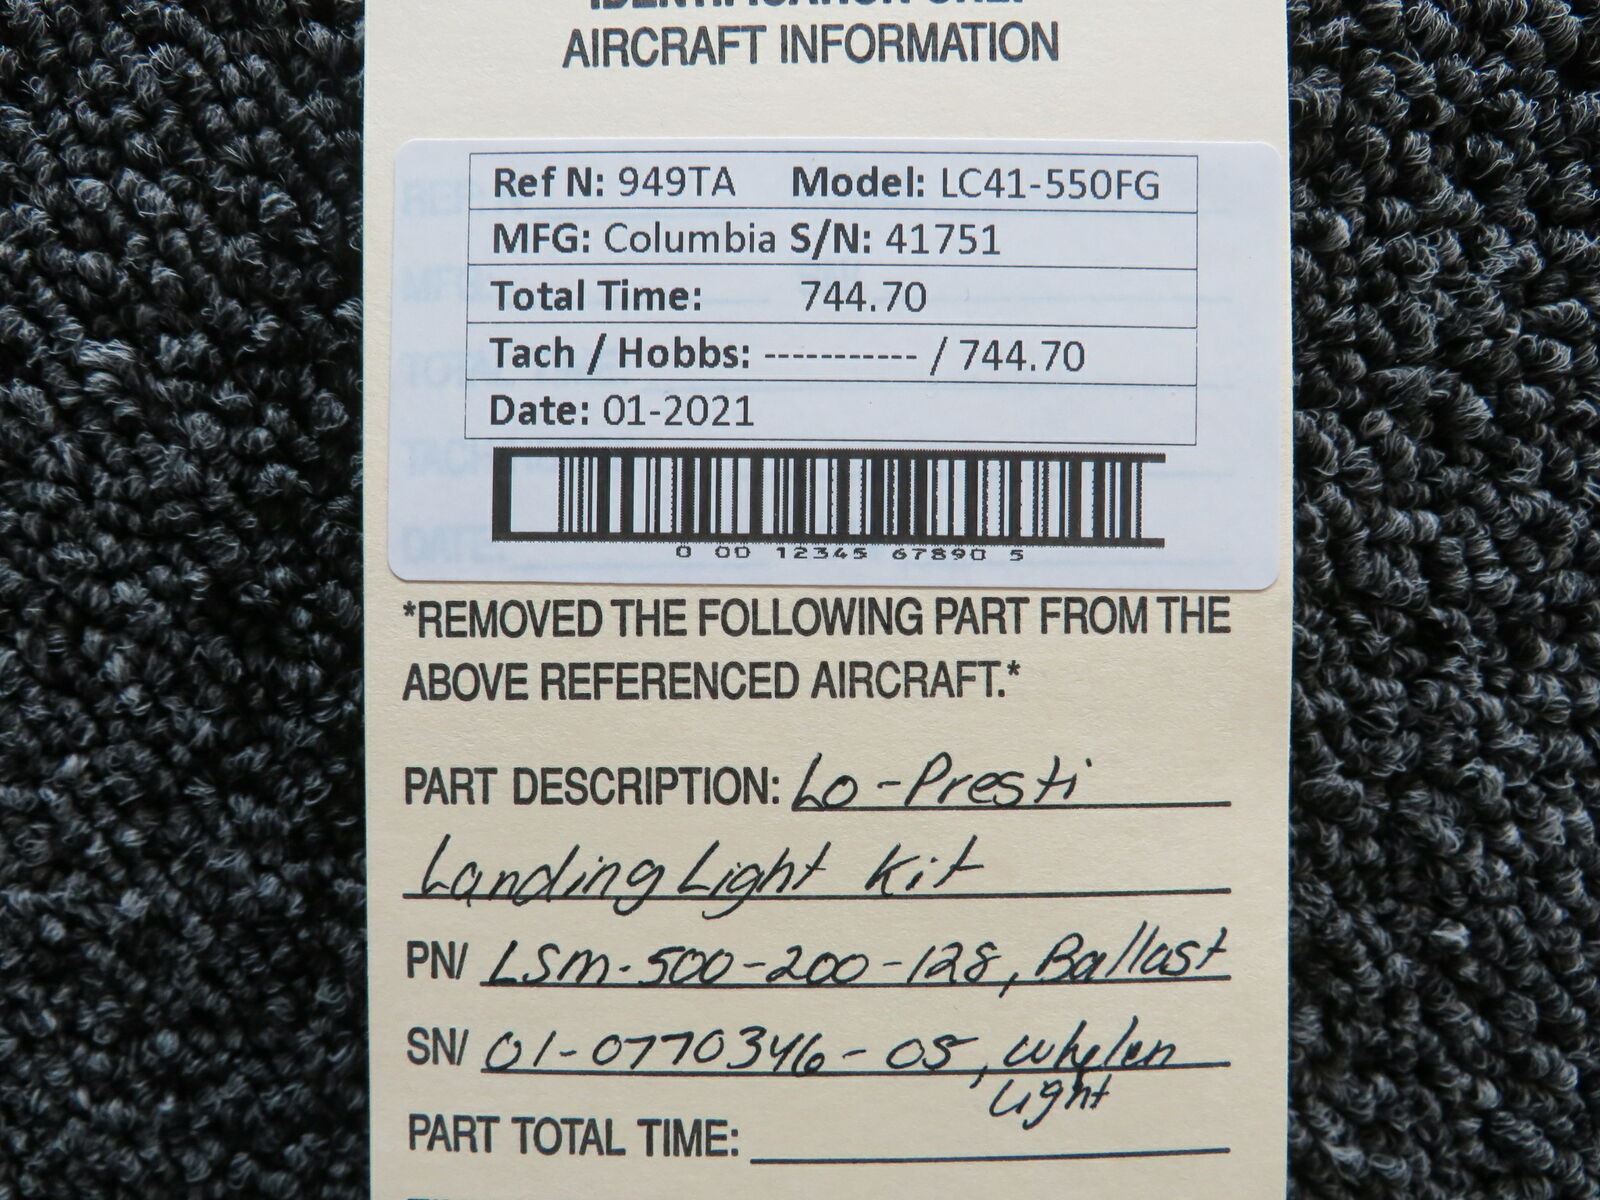 IDENTIFICATION ONLY
AIRCRAFT INFORMATION
Ref N: 949TA Model: LC41-550FG
MFG: Columbia S/N: 41751
Total Time: 744.70
Tach / Hobbs: ----------- / 744.70
Date: 01-2021
0 00 12345 67890 5
*REMOVED THE FOLLOWING PART FROM THE
ABOVE REFERENCED AIRCRAFT.*
PART DESCRIPTION: Lo-Presti
Landing Light Kit
PN/ LSM-500-200-128, Ballast
SN/ 01-0770346-05, Whelen
Light
PART TOTAL TIME: